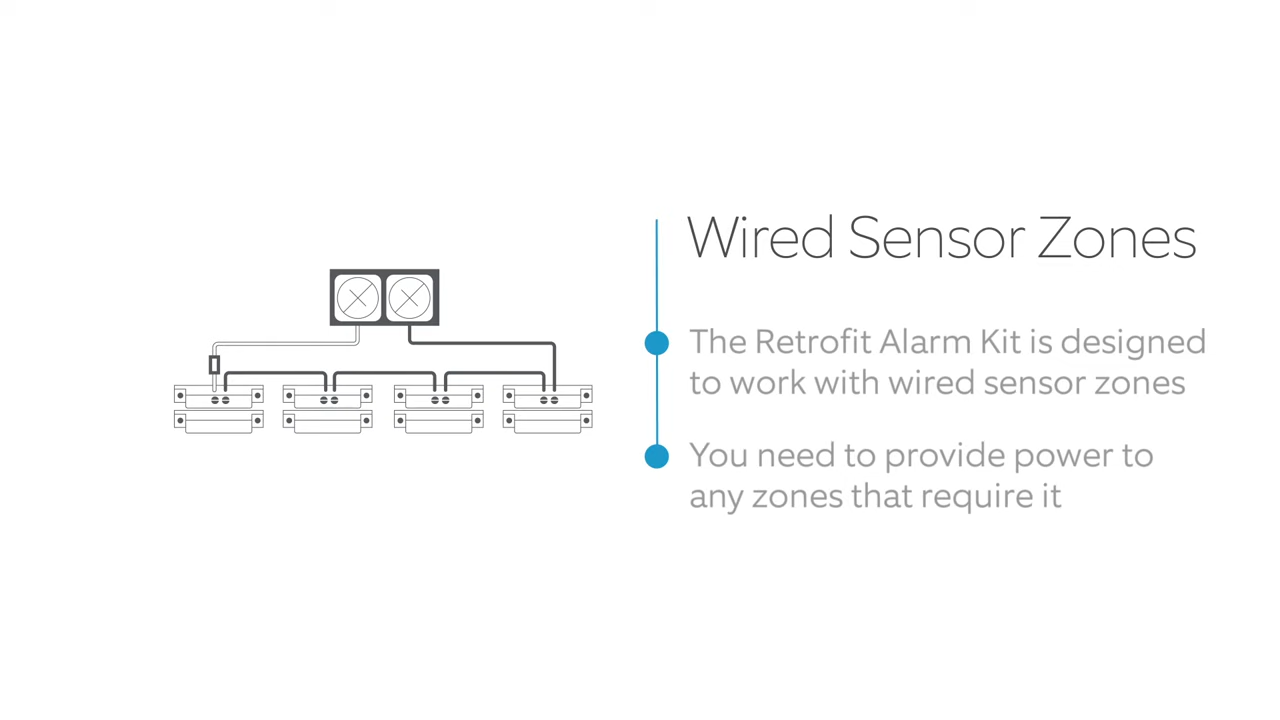 Wired Sensor Zones
The Retrofit Alarm Kit is designed
to work with wired sensor zones
You need to provide power to
any zones that require it